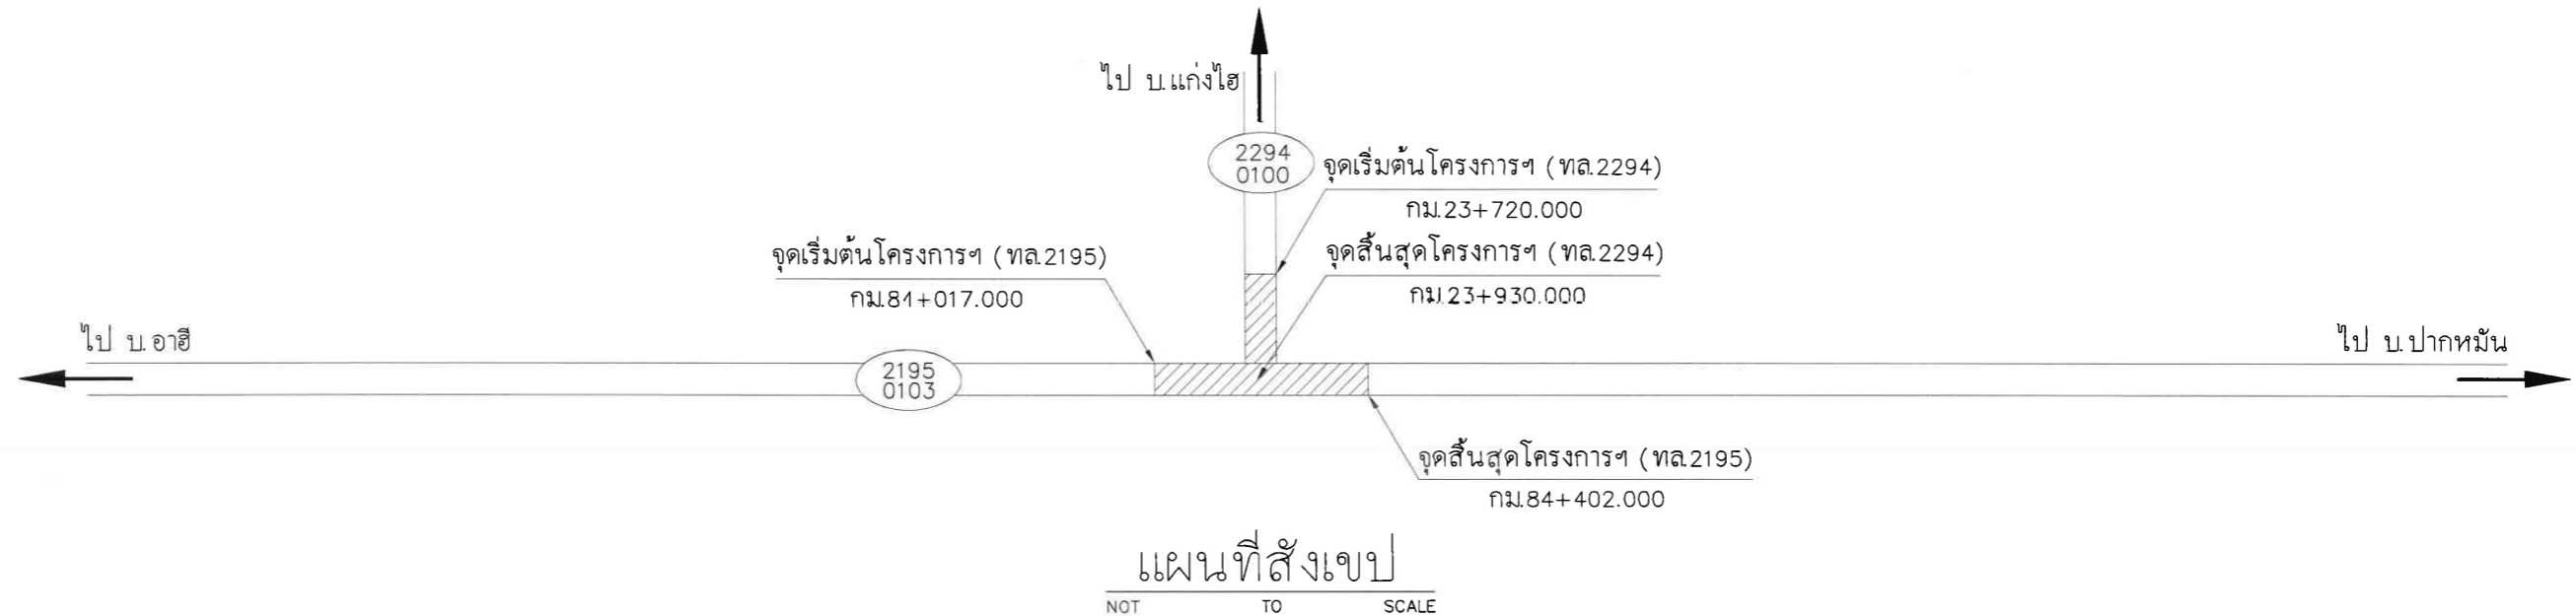 ไป บ.แก่งไฮ
2294
0100
จุดเริ่มต้นโครงการฯ (ทล.2294)
กม.23+720.000
จุดเริ่มต้นโครงการฯ (ทล.2195)
กม.84+017.000
จุดสิ้นสุดโครงการฯ (ทล.2294)
กม.23+930.000
ไป บ.อาฮี
2195
0103
ไป บ.ปากหมัน
จุดสิ้นสุดโครงการฯ (ทล.2195)
กม.84+402.000
แผนที่สังเขป
NOT TO SCALE